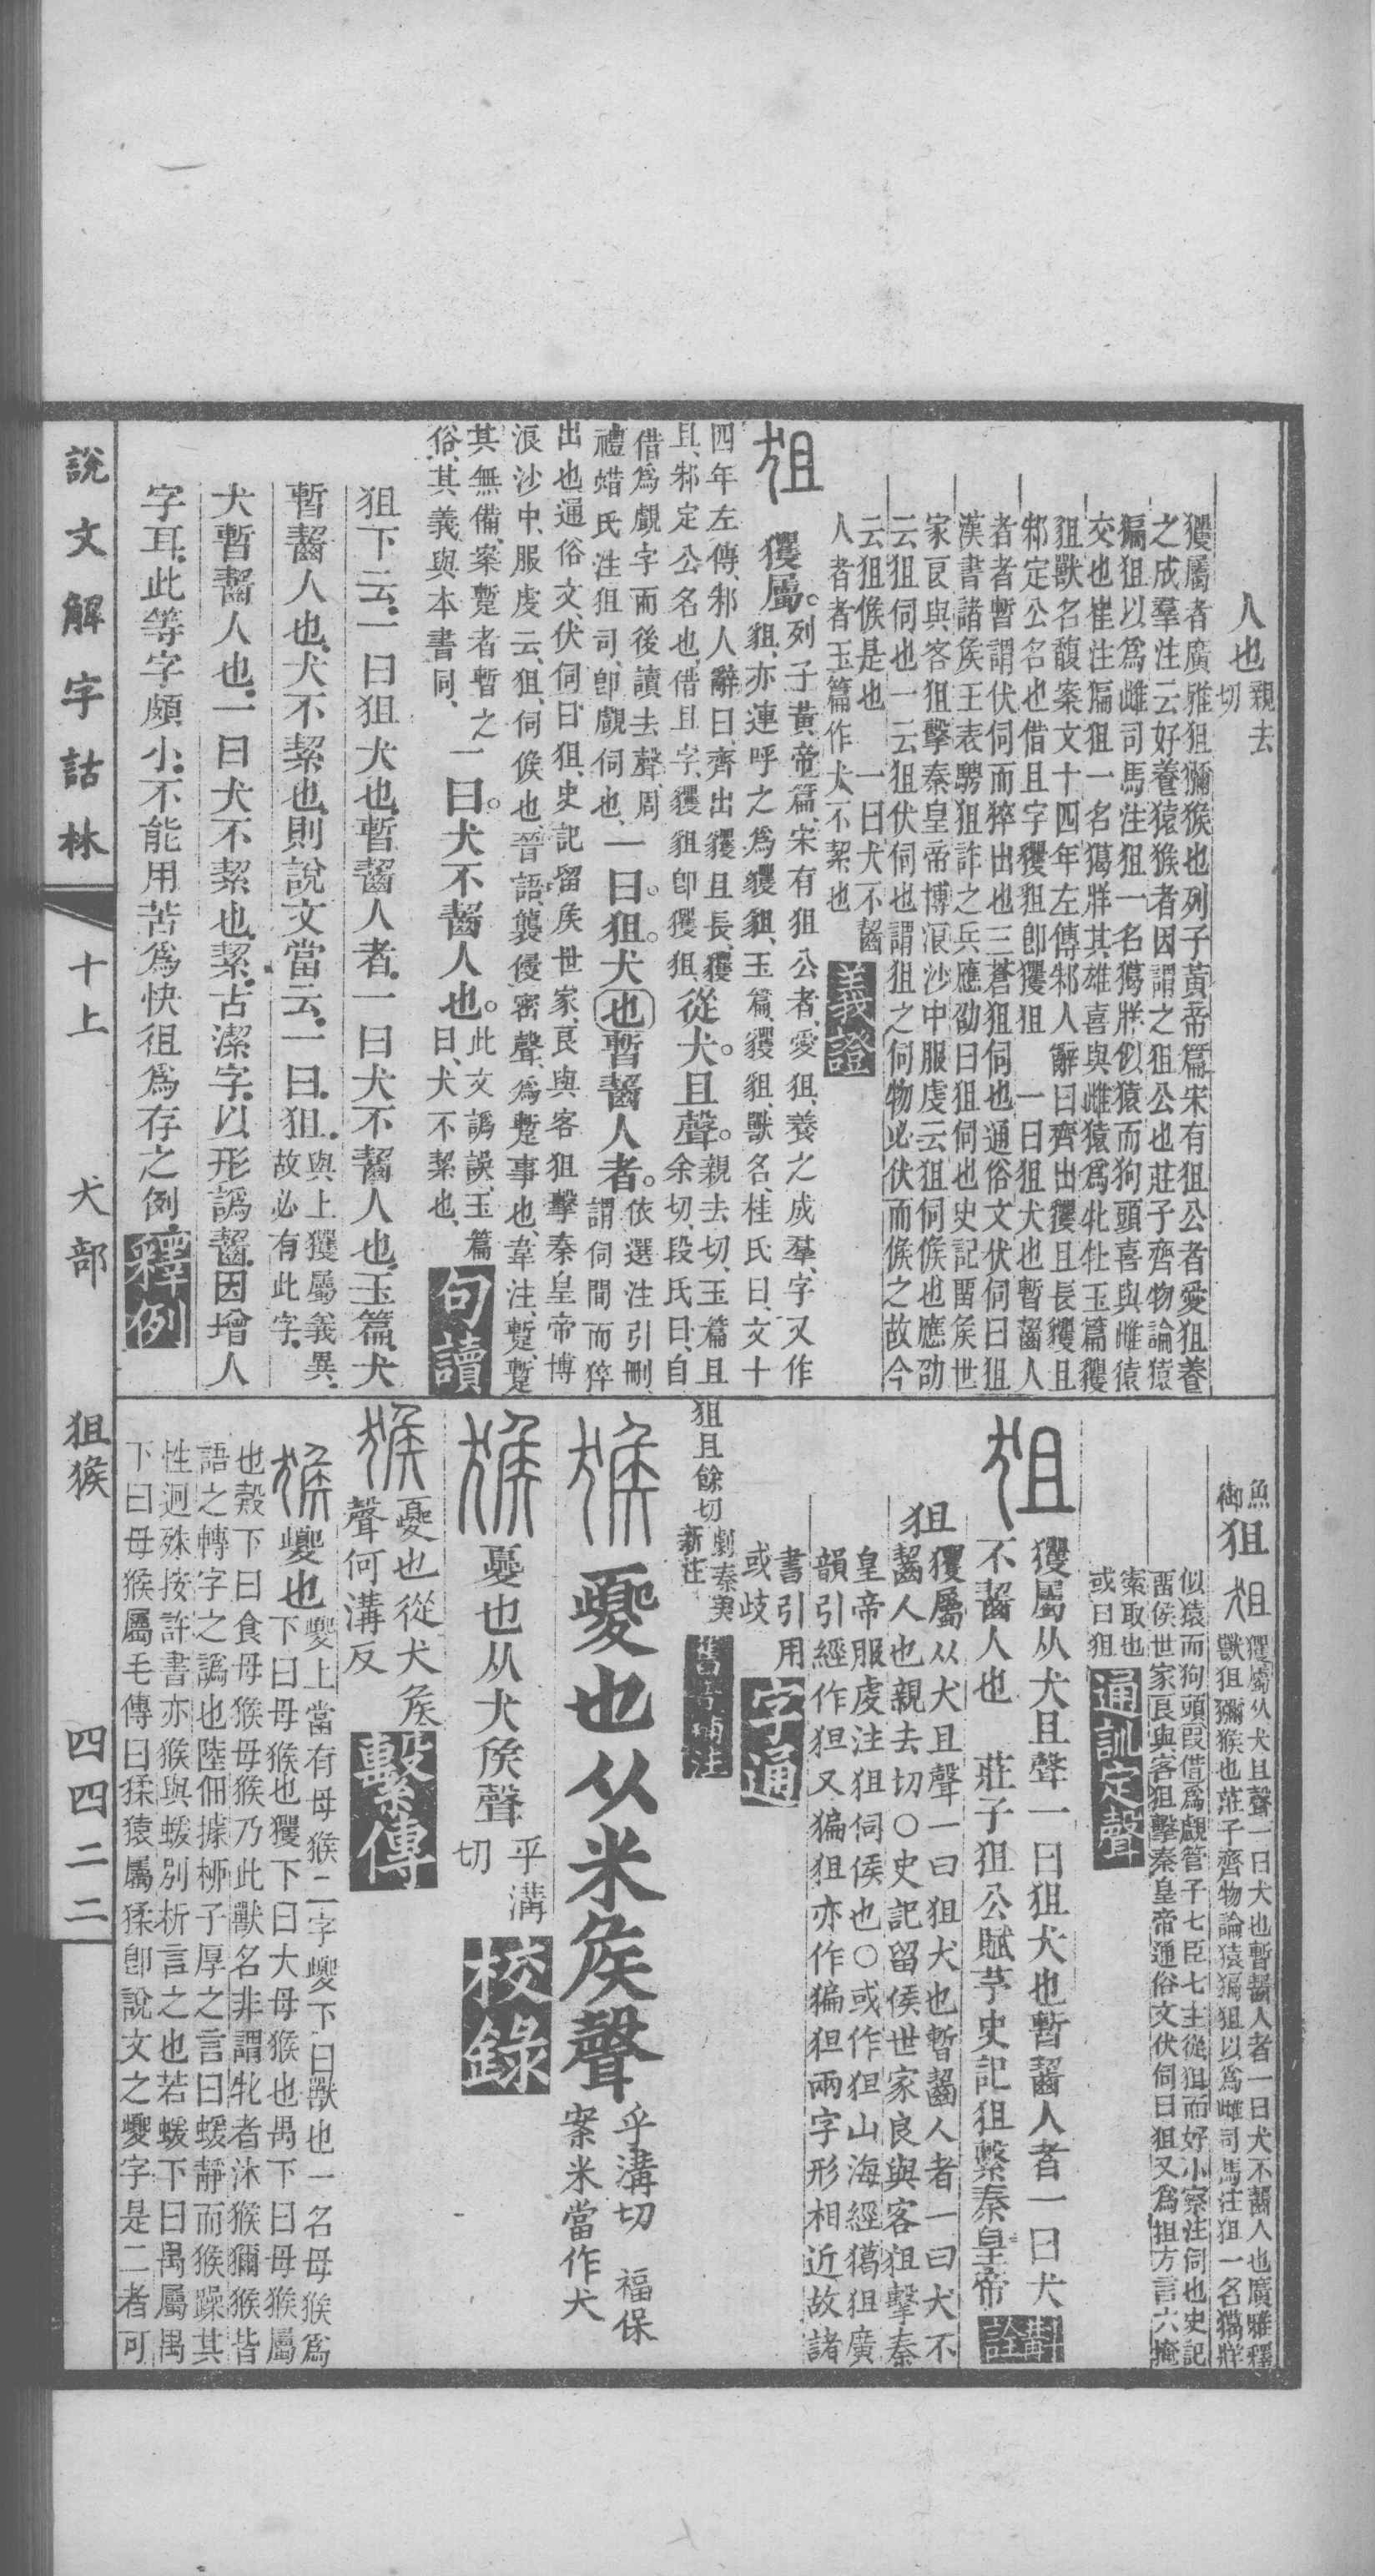 人也
親去
切
玃屬者廣雅狙獼猴也列子黃帝篇宋有狙公者愛狙養
之成羣注云好養猿猴者因謂之狙公也莊子齊物論猿
猵狙以爲雌司馬注狙一名獦牂似猿而狗頭喜與雌猿
交也崔注猵狙一名獦牂其雄喜與雌猿爲牝牡玉篇玃
狙獸名馥案文十四年左傳邾人辭曰齊出玃且長玃且
邾定公名也借且字玃狙卽玃狙　一曰狙犬也暫齧人
者者暫謂伏伺而猝出也三蒼狙伺也通俗文伏伺曰狙
漢書諸矦王表騁狙詐之兵應劭曰狙伺也史記畱矦世
家良與客狙擊秦皇帝博浪沙中服虔云狙伺候也應劭
云狙伺也一云狙伏伺也謂狙之伺物必伏而候之故今
云狙候是也　一曰犬不齧
人者者玉篇作犬不絜也
義證
狙
玃屬。
列子黃帝篇、宋有狙公者、愛狙、養之成羣、字又作
狙、亦連呼之爲玃狙、玉篇、玃狙、獸名、桂氏曰、文十
四年左傳、邾人辭曰、齊出玃且長、玃
且、邾定公名也、借且字、玃狙卽玃狙、
從犬。且聲。
親去切、玉篇且
余切、段氏曰、自
借爲覰字而後讀去聲、周
禮蜡氏注狙司、卽覰伺也、
一曰。狙。犬也暫齧人者。
依選注引刪、
謂伺間而猝
出也通俗文、伏伺曰狙、史記畱矦世家、良與客狙擊秦皇帝博
浪沙中、服虔云、狙、伺候也、晉語、襲侵密聲、爲蹔事也、韋注、蹔、暫
其無備、案蹔者暫之
俗、其義與本書同、
一曰。犬不齧人也。
此文譌誤、玉篇
曰、犬不絜也、
句讀
狙下云、一曰狙犬也、暫齧人者、一曰犬不齧人也、玉篇、犬
暫齧人也、犬不絜也、則說文當云、一曰、狙、
與上玃屬義異、
故必有此字、
犬暫齧人也、一曰犬不絜也、絜、古潔字、以形譌齧、因增人
字耳、此等字頗小、不能用苦爲快徂爲存之例、
釋例
魚
御
狙
狙
玃屬从犬且聲一曰犬也暫齧人者一曰犬不齧人也廣雅釋
獸狙獼猴也莊子齊物論猿猵狙以爲雌司馬注狙一名獦牂
似猿而狗頭叚借爲覰管子七臣七主從狙而好小察注伺也史記
畱侯世家良與客狙擊秦皇帝通俗文伏伺曰狙又爲抯方言六掩
索取也
或曰狙
通訓定聲
狙
玃屬从犬且聲一曰狙犬也暫齧人者一曰犬
不齧人也　莊子狙公賦芧史記狙擊秦皇帝
斠詮
狙
玃屬从犬且聲一曰狙犬也暫齧人者一曰犬不
齧人也親去切〇史記留侯世家良與客狙擊秦
皇帝服虔注狙伺侯也〇或作狚山海經獦狙廣
韻引經作狚又猵狙亦作猵狚兩字形相近故諸
書引用
或歧
字通
狙且餘切
劇秦美
新注
舊音補注
猴
夒也从米矦聲
乎溝切　福保
案米當作犬
猴
憂也从犬矦聲
乎溝
切
校錄
猴
夒也從犬矦
聲何溝反
繫傳
猴
夒也
夒上當有母猴二字夒下曰獸也一名母猴爲
下曰母猴也玃下曰大母猴也禺下曰母猴屬
也㺉下曰食母猴母猴乃此獸名非謂牝者沐猴獼猴皆
語之轉字之譌也陸佃據柳子厚之言曰蝯靜而猴躁其
性迥殊按許書亦猴與蝯別析言之也若蝯下曰禺屬禺
下曰母猴屬毛傳曰猱猿屬猱卽說文之夒字是二者可
說文解字詁林
十上
犬部
狙猴
四四二二